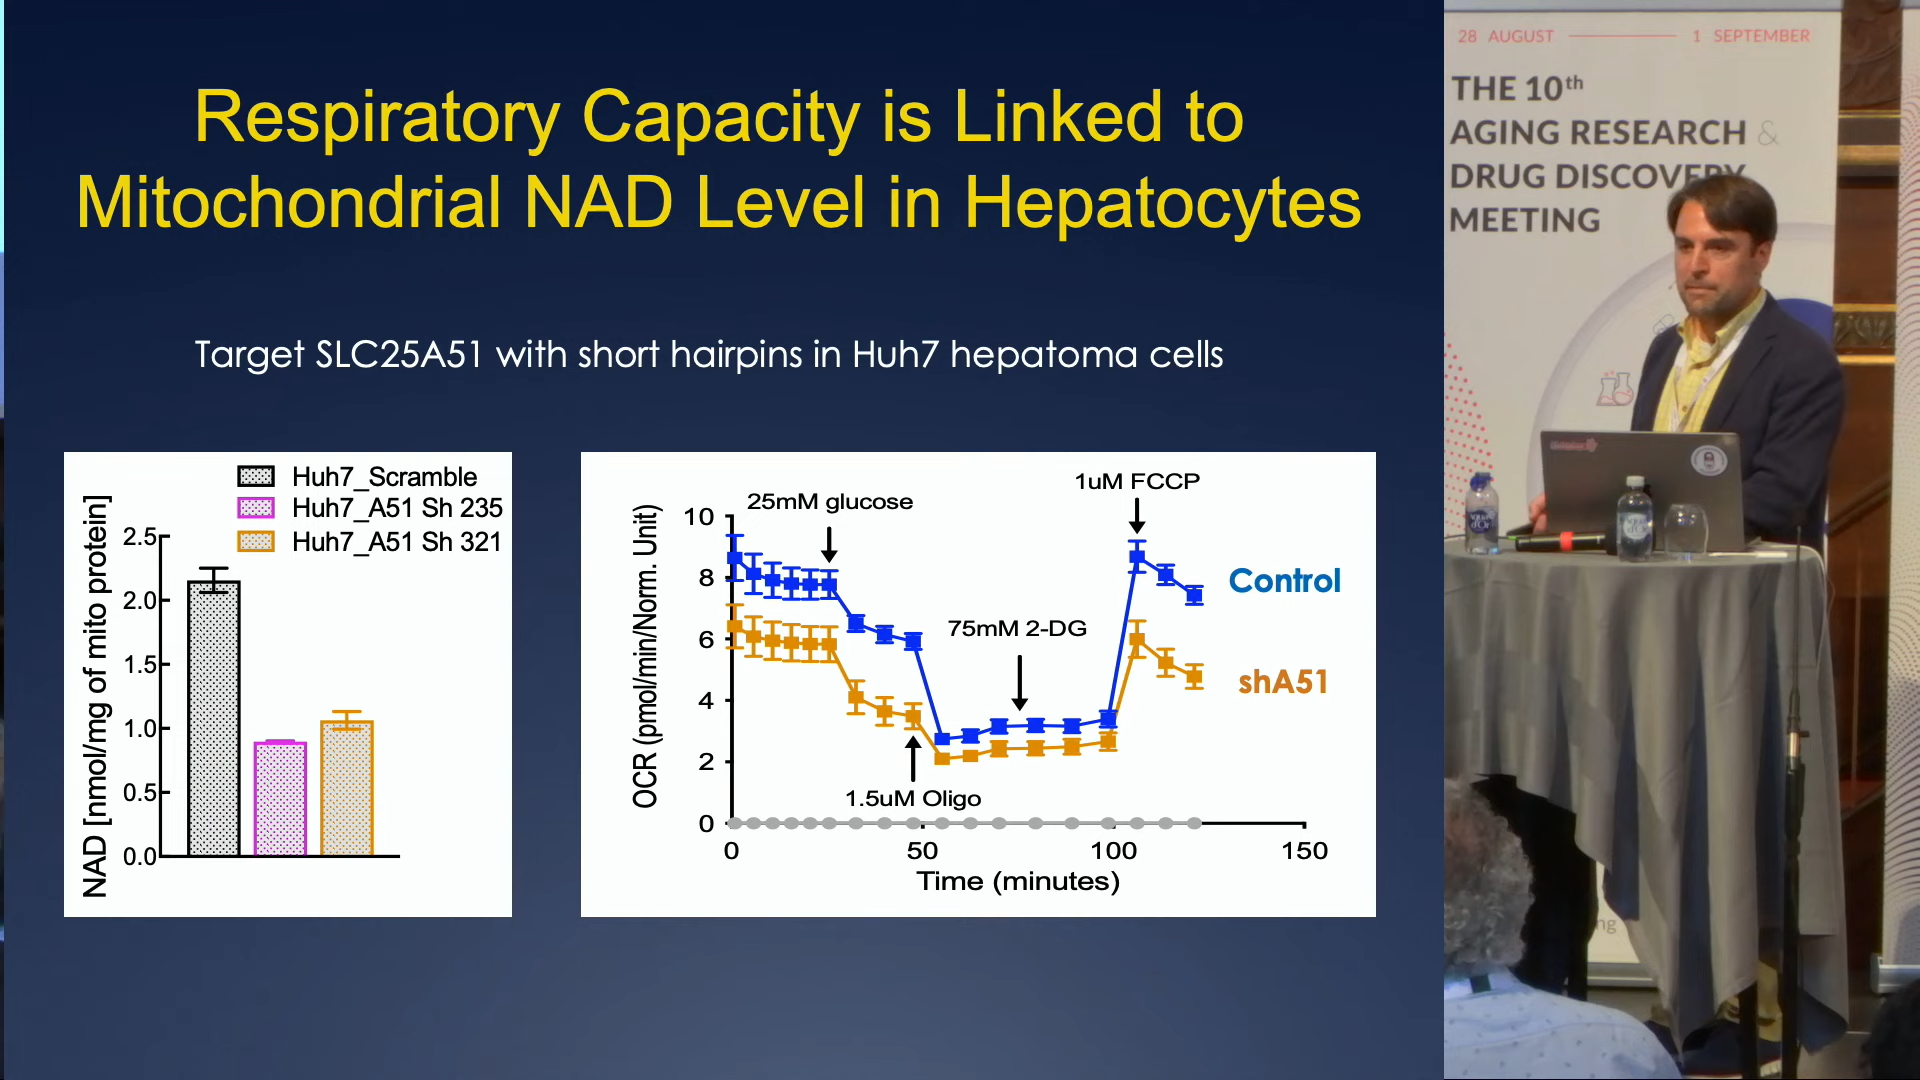 Respiratory Capacity is Linked to
Mitochondrial NAD Level in Hepatocytes
Target SLC25A51 with short hairpins in Huh7 hepatoma cells
Huh7_Scramble
Huh7_A51 Sh 235
Huh7_A51 Sh 321
NAD [nmol/mg of mito protein]
2.5
2.0
1.5
1.0
0.5
0.0
OCR (pmol/min/Norm. Unit)
10
8
6
4
2
0
25mM glucose
1uM FCCP
75mM 2-DG
1.5uM Oligo
Control
shA51
0 50 100 150
Time (minutes)
28 AUGUST 1 SEPTEMBER
THE 10th
AGING RESEARCH &
DRUG DISCOVERY
MEETING